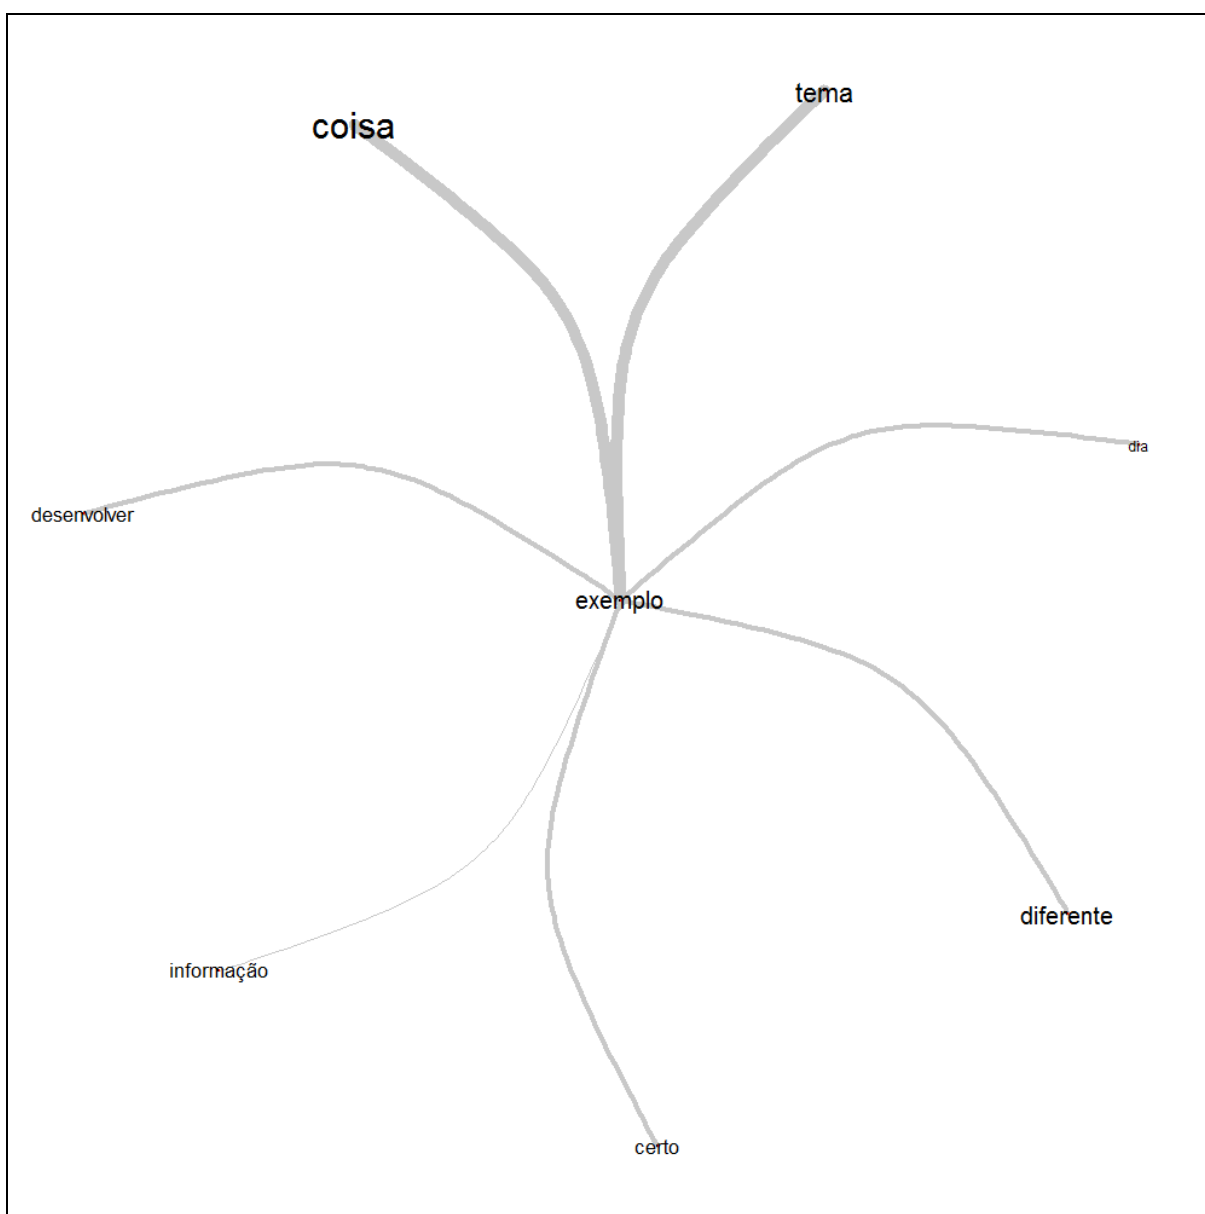 tema
coisa
dia
desenvolver
exemplo
diferente
informação
certo